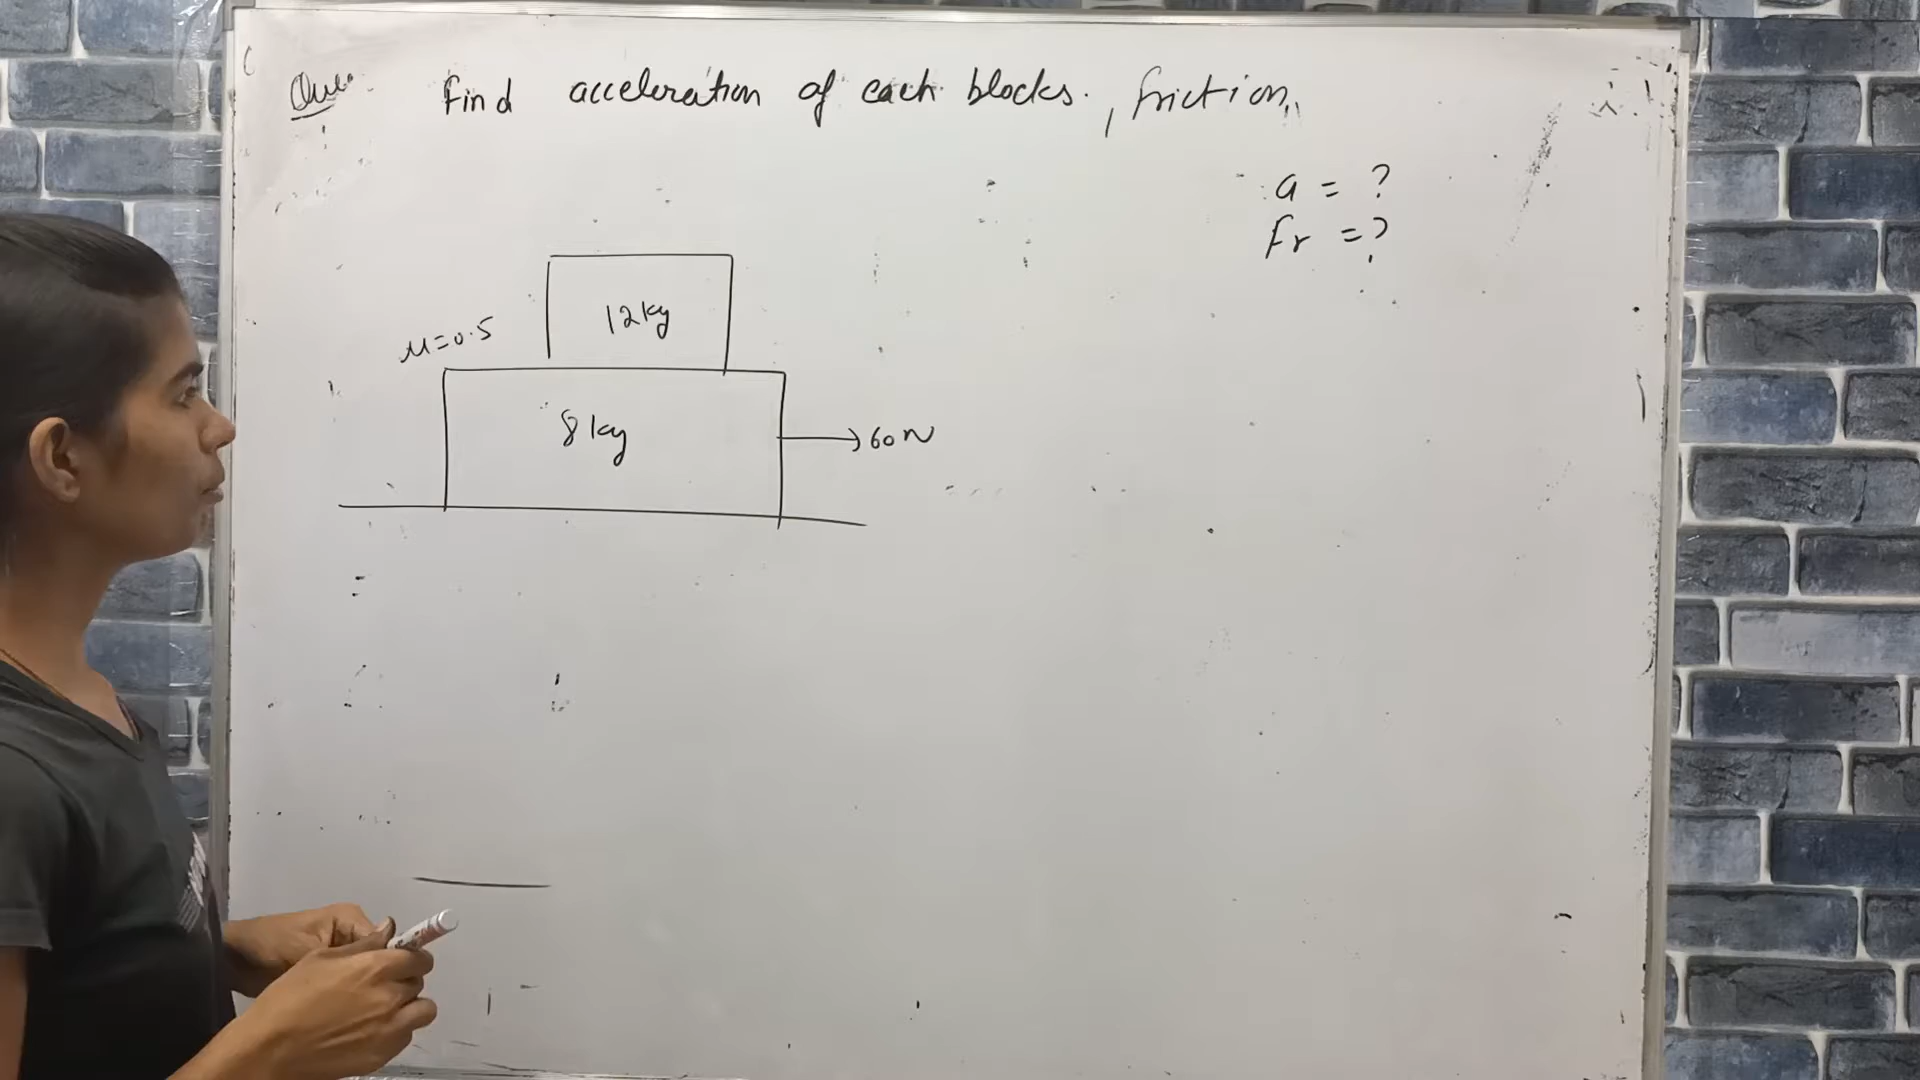 Que. find acceleration of each blocks. , friction
a = ?
fr = ?
12kg
μ=0.5
8kg
60N